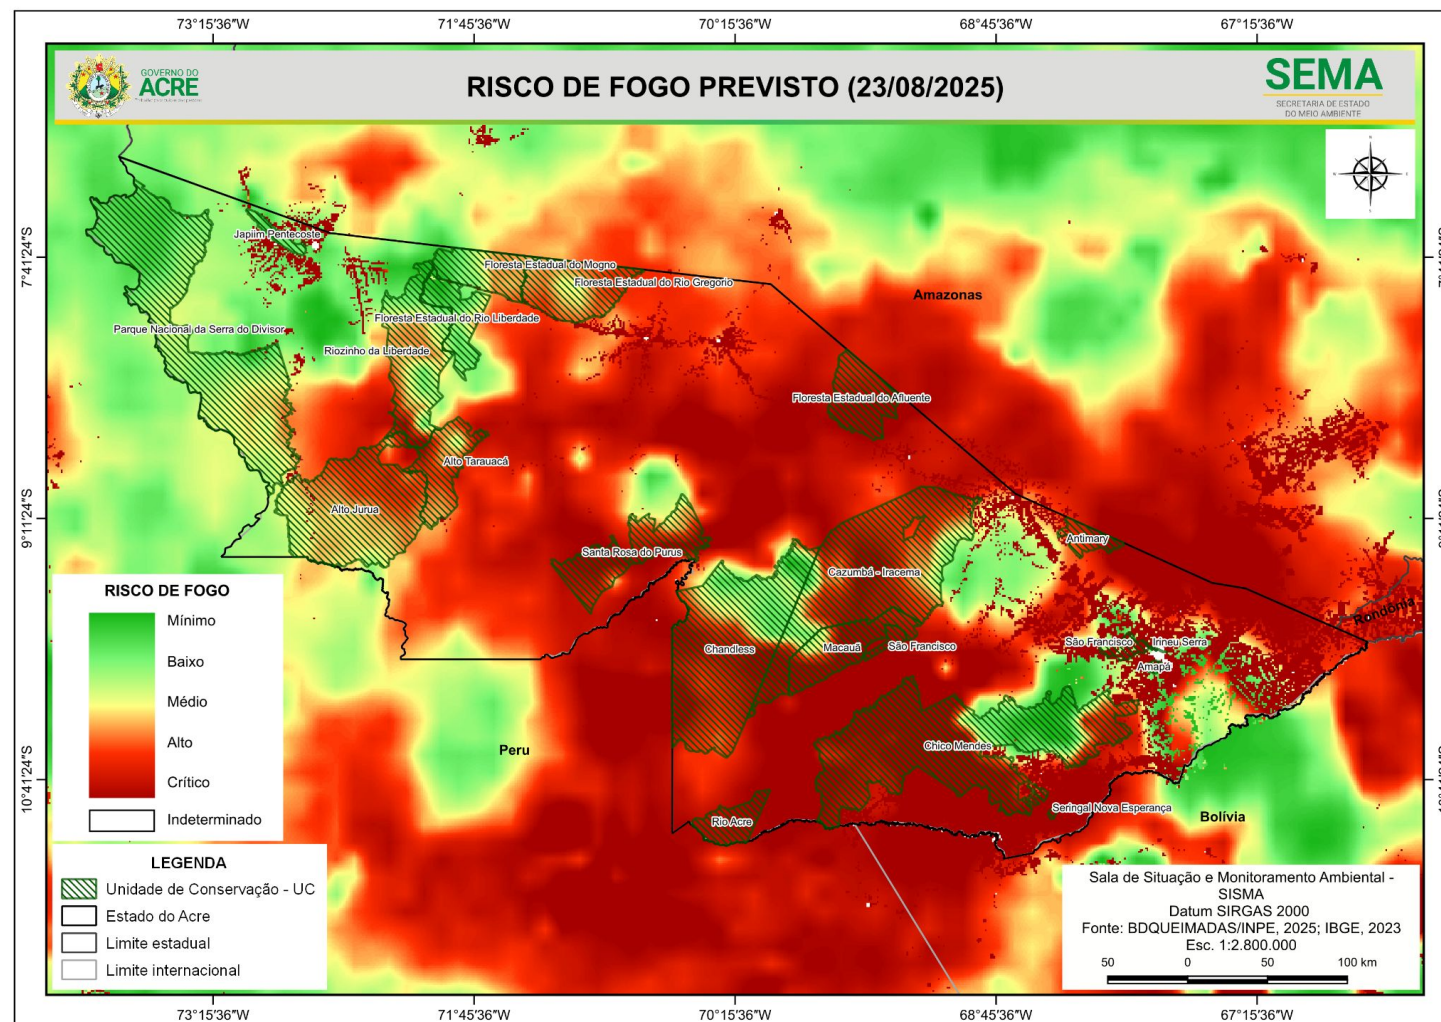 73°15'36"W
71°45'36"W
70°15'36"W
68°45'36"W
67°15'36"W
GOVERNO DO
ACRE
RISCO DE FOGO PREVISTO (23/08/2025)
SEMA
SECRETARIA DE ESTADO
DO MEIO AMBIENTE
7°41'24"S
9°11'24"S
10°41'24"S
Japiim Pentecoste
Floresta Estadual do Mogno
Floresta Estadual do Rio Gregorio
Amazonas
Floresta Estadual do Rio Liberdade
Parque Nacional da Serra do Divisor
Riozinho da Liberdade
Floresta Estadual do Afluente
Alto Tarauacá
Alto Jurua
Antimary
Santa Rosa do Purus
Cazumbá - Iracema
Rondônia
São Francisco
Irineu Serra
Chandless
Macauã
São Francisco
Amapá
Peru
Chico Mendes
Seringal Nova Esperança
Rio Acre
Bolívia
RISCO DE FOGO
Mínimo
Baixo
Médio
Alto
Crítico
Indeterminado
LEGENDA
Unidade de Conservação - UC
Estado do Acre
Limite estadual
Limite internacional
Sala de Situação e Monitoramento Ambiental -
SISMA
Datum SIRGAS 2000
Fonte: BDQUEIMADAS/INPE, 2025; IBGE, 2023
Esc. 1:2.800.000
50 0 50 100 km
73°15'36"W
71°45'36"W
70°15'36"W
68°45'36"W
67°15'36"W